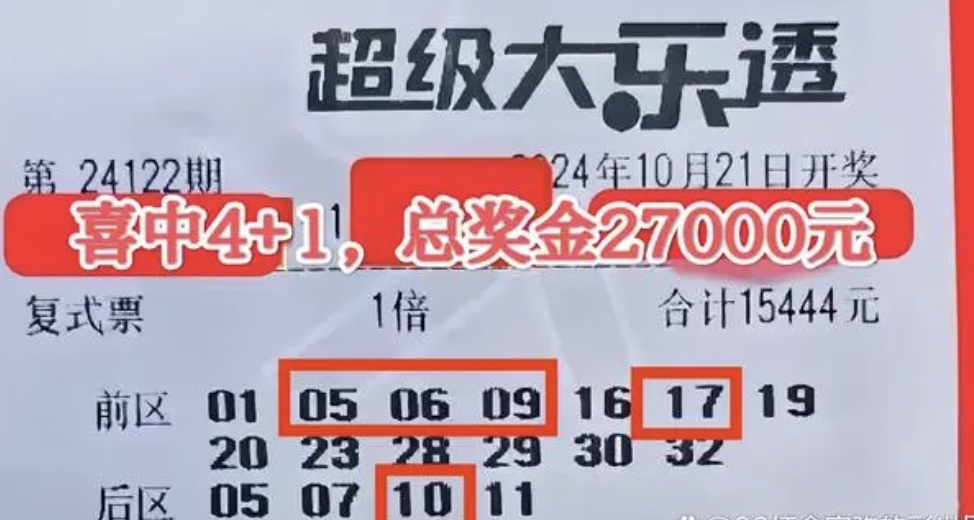 超级大乐透
第 24122期 2024年10月21日开奖
喜中4+1，总奖金27000元
复式票 1倍 合计15444元
前区 01 05 06 09 16 17 19
20 23 28 29 30 32
后区 05 07 10 11